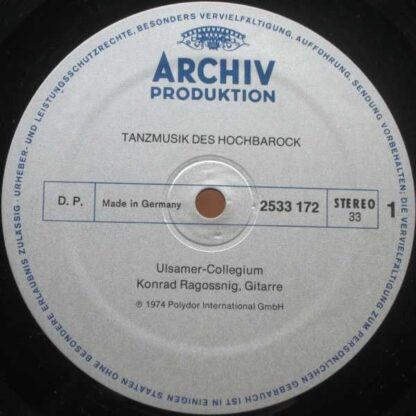 ARCHIV
PRODUKTION
TANZMUSIK DES HOCHBAROCK
D. P.
Made in Germany
2533 172
STEREO
33
1
Ulsamer-Collegium
Konrad Ragossnig, Gitarre
℗ 1974 Polydor International GmbH
URHEBER- UND LEISTUNGSSCHUTZRECHTE, BESONDERS VERVIELFÄLTIGUNG, AUFFÜHRUNG, SENDUNG VORBEHALTEN; DIE VERVIELFÄLTIGUNG ZUM PERSÖNLICHEN GEBRAUCH IST IN EINIGEN STAATEN OHNE BESONDERE ERLAUBNIS ZULÄSSIG